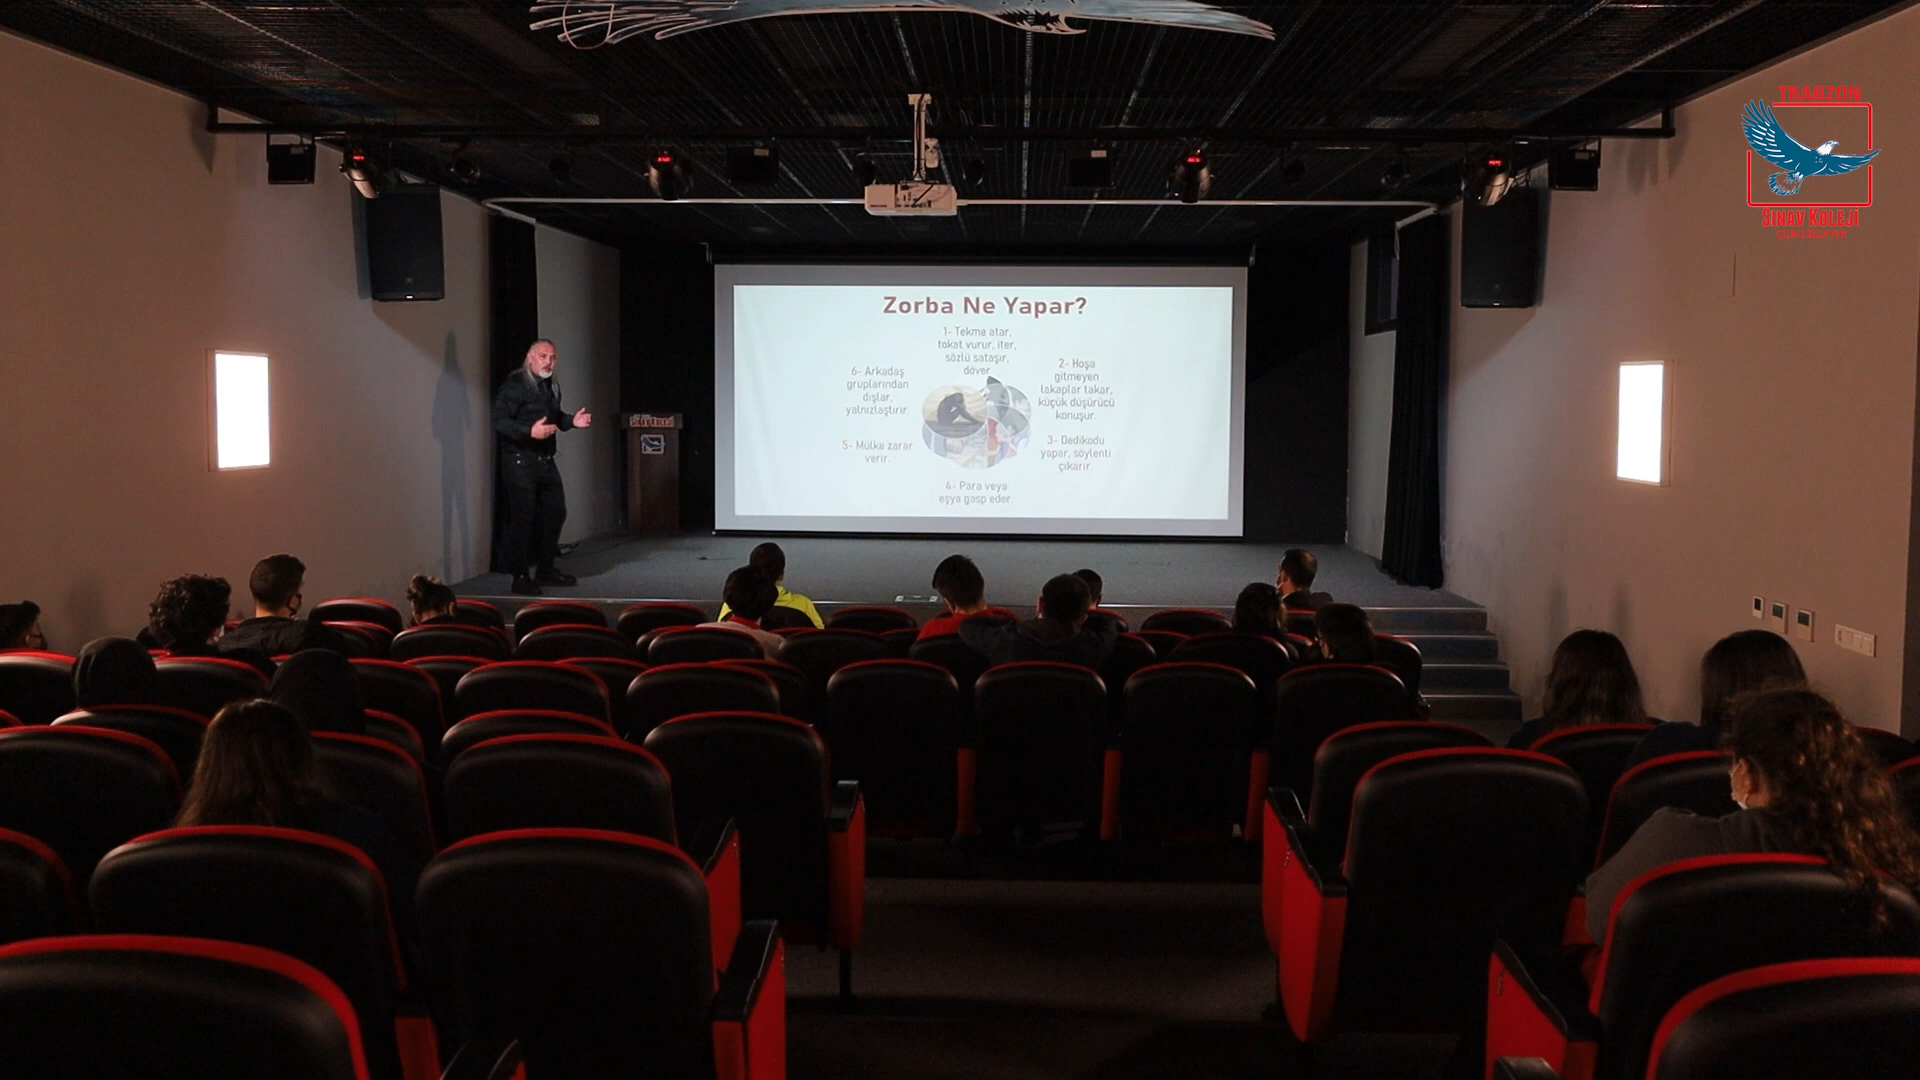 TRABZON
SINAV KOLEJİ
Zorba Ne Yapar?
1- Tekme atar,
tokat vurur, iter,
sözlü sataşır,
döver.
2- Hoşa
gitmeyen
lakaplar takar,
küçük düşürücü
konuşur.
3- Dedikodu
yapar, söylenti
çıkarır.
4- Para veya
eşya gasp eder.
5- Mülke zarar
verir.
6- Arkadaş
gruplarından
dışlar,
yalnızlaştırır.
SINAV KOLEJİ